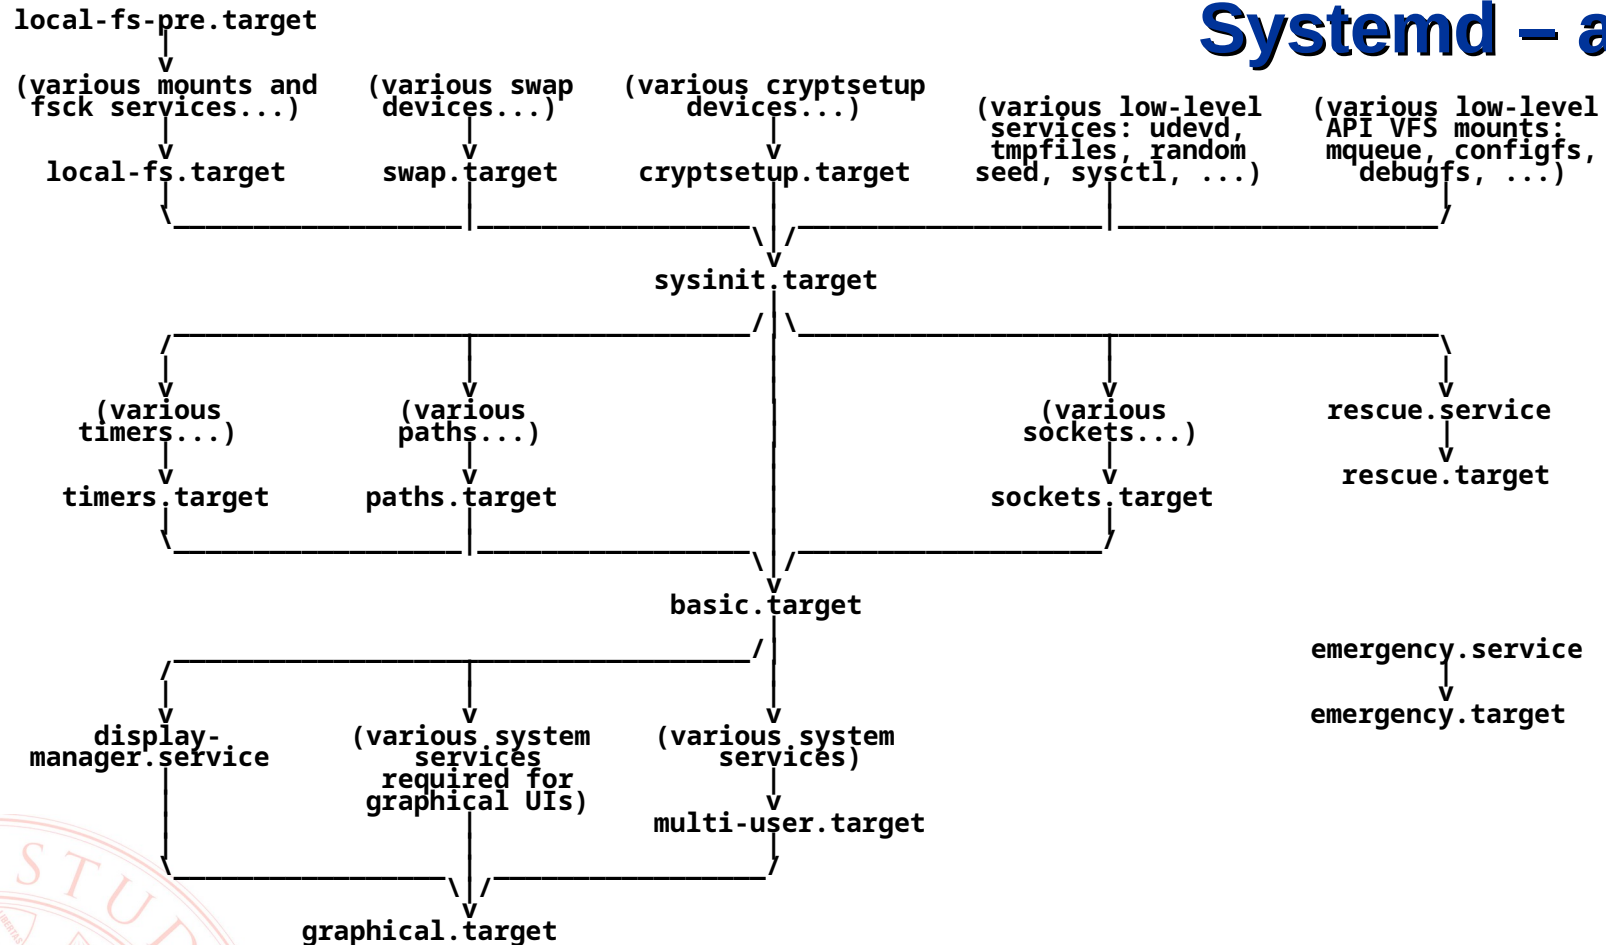 Systemd – a
local-fs-pre.target
(various mounts and
fsck services...)
(various swap
devices...)
(various cryptsetup
devices...)
(various low-level
services: udevd,
tmpfiles, random
seed, sysctl, ...)
(various low-level
API VFS mounts:
mqueue, configfs,
debugfs, ...)
local-fs.target
swap.target
cryptsetup.target
sysinit.target
(various
timers...)
(various
paths...)
(various
sockets...)
rescue.service
timers.target
paths.target
sockets.target
rescue.target
basic.target
emergency.service
emergency.target
display-
manager.service
(various system
services
required for
graphical UIs)
(various system
services)
multi-user.target
graphical.target
STUD
LIBERTAS